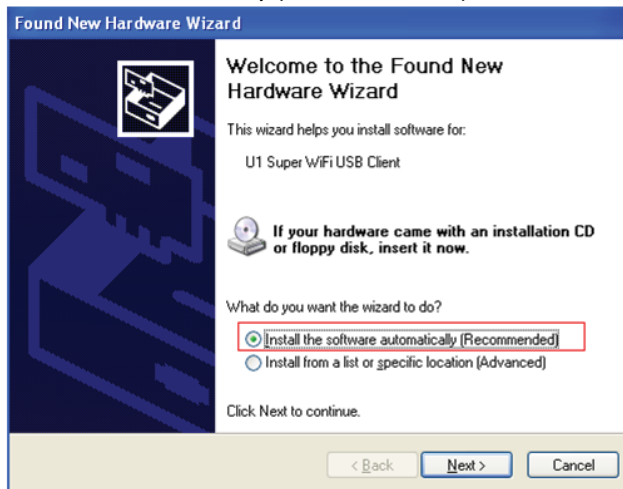 Found New Hardware Wizard
Welcome to the Found New
Hardware Wizard
This wizard helps you install software for:
U1 Super WiFi USB Client
If your hardware came with an installation CD
or floppy disk, insert it now.
What do you want the wizard to do?
Install the software automatically (Recommended)
Install from a list or specific location (Advanced)
Click Next to continue.
< Back Next > Cancel